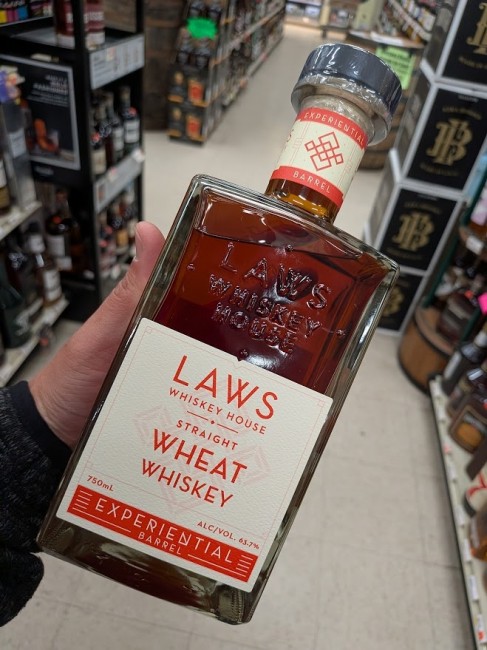 EXPERIENTIAL
BARREL
LAWS
WHISKEY
HOUSE
LAWS
WHISKEY HOUSE
STRAIGHT
WHEAT
WHISKEY
750mL
ALC/VOL. 63.7%
EXPERIENTIAL
BARREL